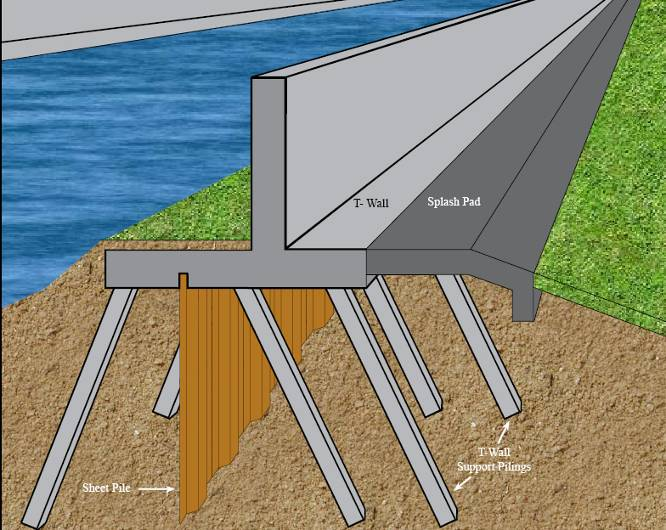 T- Wall
Splash Pad
T-Wall
Support Pilings
Sheet Pile